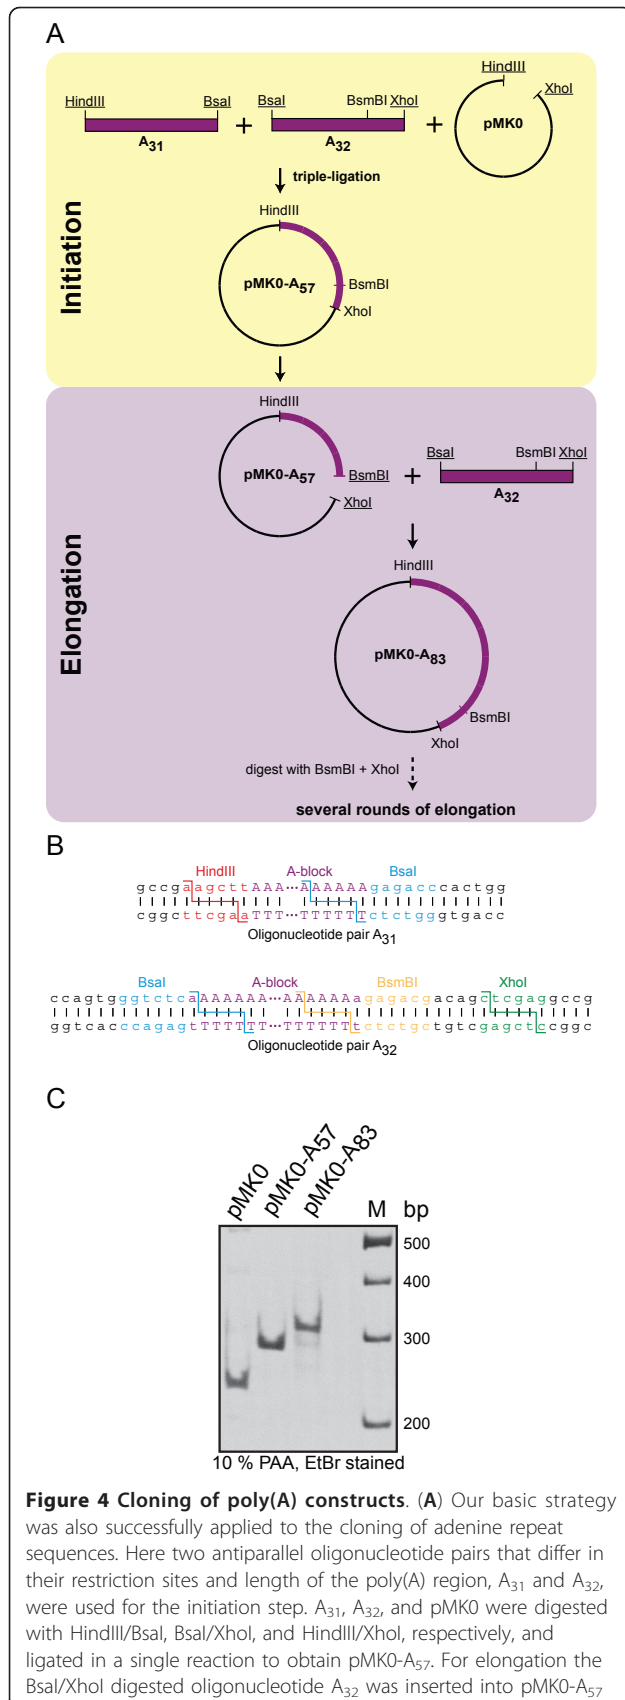 A
HindIII BsaI BsaI BsmBI XhoI HindIII XhoI
A31 + A32 + pMK0
triple-ligation
HindIII
pMK0-A57
BsmBI
XhoI
Initiation
HindIII
pMK0-A57 BsmBI + BsaI BsmBI XhoI
XhoI A32
HindIII
pMK0-A83
BsmBI
XhoI
digest with BsmBI + XhoI
several rounds of elongation
Elongation
B
HindIII A-block BsaI
gccgaagcttAAA···AAAAAAgagacccactgg
cggcttcgaaTTT···TTTTTTctctgggtgacc
Oligonucleotide pair A31
BsaI A-block BsmBI XhoI
ccagtgggtctcaAAAAAA···AAAAAAagagacgacagctcgaggccg
ggtcacccagagtTTTTTT···TTTTTTtctctgctgtcgagctccggc
Oligonucleotide pair A32
C
pMK0 pMK0-A57 pMK0-A83 M bp
500
400
300
200
10 % PAA, EtBr stained
Figure 4 Cloning of poly(A) constructs. (A) Our basic strategy
was also successfully applied to the cloning of adenine repeat
sequences. Here two antiparallel oligonucleotide pairs that differ in
their restriction sites and length of the poly(A) region, A31 and A32,
were used for the initiation step. A31, A32, and pMK0 were digested
with HindIII/BsaI, BsaI/XhoI, and HindIII/XhoI, respectively, and
ligated in a single reaction to obtain pMK0-A57. For elongation the
BsaI/XhoI digested oligonucleotide A32 was inserted into pMK0-A57